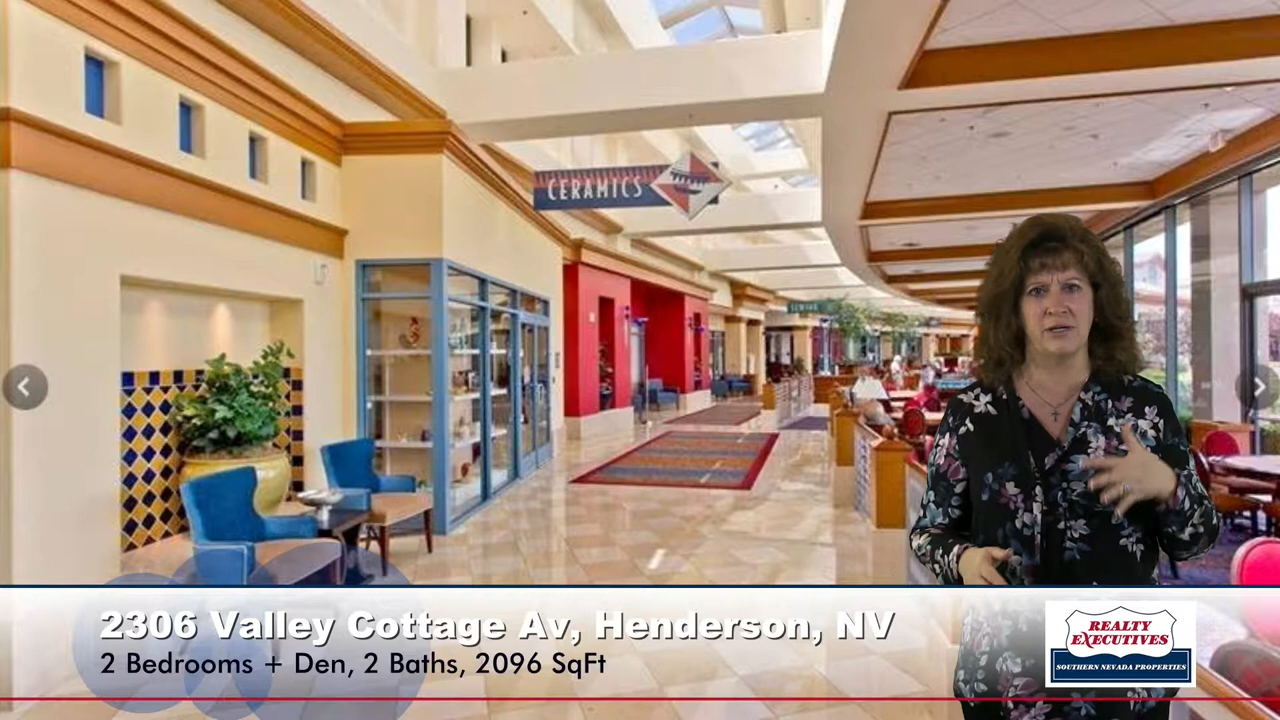 CERAMICS
SEWING
2306 Valley Cottage Av, Henderson, NV
2 Bedrooms + Den, 2 Baths, 2096 SqFt
REALTY
EXECUTIVES
SOUTHERN NEVADA PROPERTIES